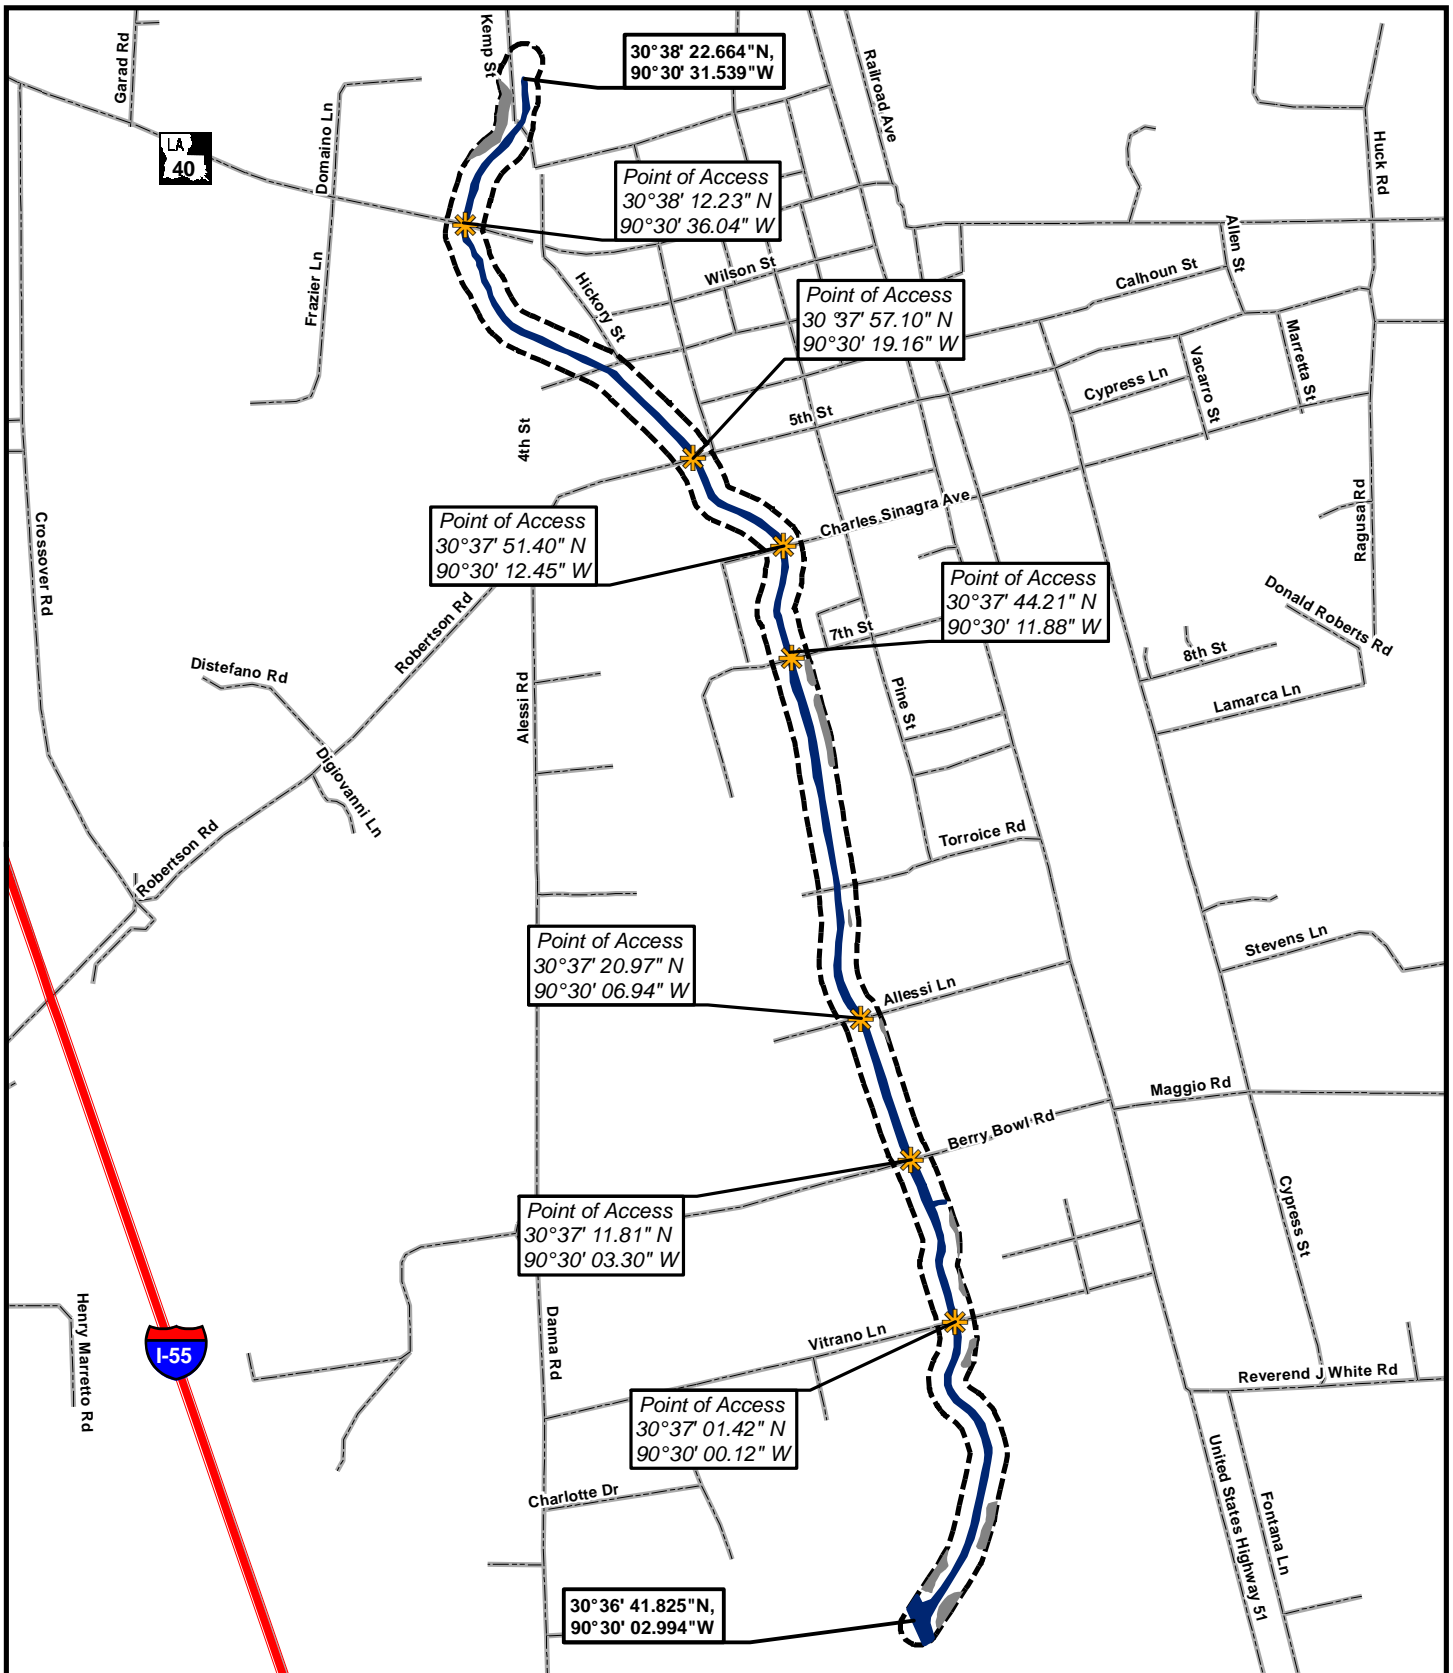 Garad Rd
Kemp St
30°38' 22.664"N,
90°30' 31.539"W
Railroad Ave
Huck Rd
Domaino Ln
LA
40
Point of Access
30°38' 12.23" N
90°30' 36.04" W
Allen St
Frazier Ln
Wilson St
Calhoun St
Hickory St
Point of Access
30°37' 57.10" N
90°30' 19.16" W
Marretta St
Vacarro St
Cypress Ln
5th St
4th St
Crossover Rd
Charles Sinagra Ave
Ragusa Rd
Point of Access
30°37' 51.40" N
90°30' 12.45" W
Point of Access
30°37' 44.21" N
90°30' 11.88" W
Donald Roberts Rd
Robertson Rd
7th St
8th St
Distefano Rd
Alessi Rd
Pine St
Lamarca Ln
Digiovanni Ln
Robertson Rd
Torroice Rd
Point of Access
30°37' 20.97" N
90°30' 06.94" W
Stevens Ln
Allessi Ln
Maggio Rd
Berry Bowl Rd
Point of Access
30°37' 11.81" N
90°30' 03.30" W
Cypress St
Henry Marretto Rd
I-55
Danna Rd
Vitrano Ln
Reverend J White Rd
Point of Access
30°37' 01.42" N
90°30' 00.12" W
Charlotte Dr
United States Highway 51
Fontana Ln
30°36' 41.825"N,
90°30' 02.994"W